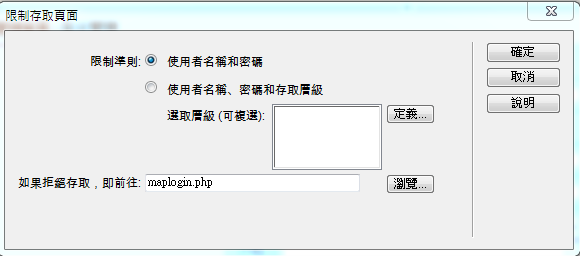 限制存取頁面
限制準則: 使用者名稱和密碼
使用者名稱、密碼和存取層級
選取層級 (可複選):
定義...
如果拒絕存取，即前往: maplogin.php
瀏覽...
確定
取消
說明